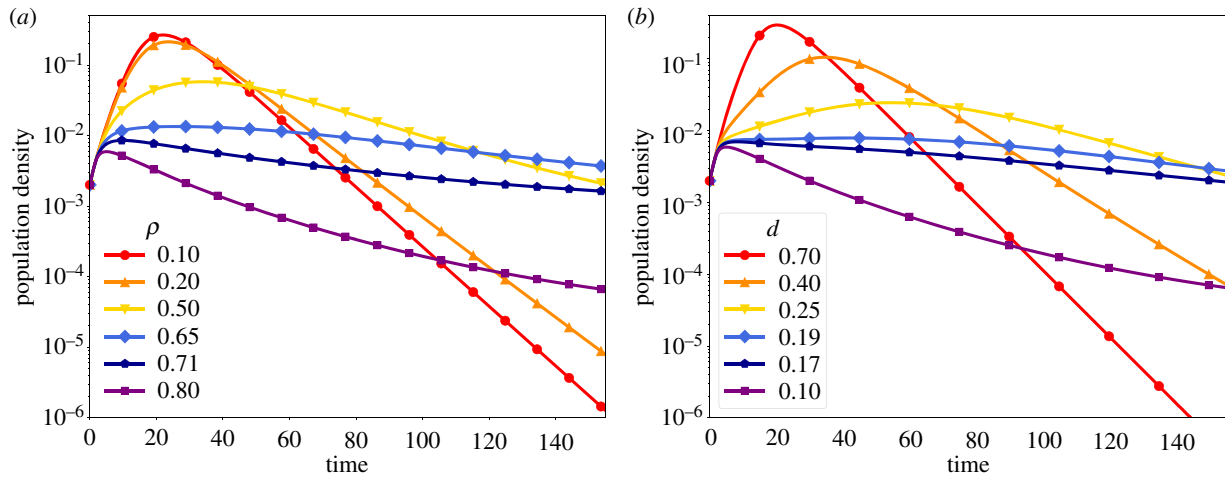 (a)
population density
10⁻¹
10⁻²
10⁻³
10⁻⁴
10⁻⁵
10⁻⁶
ρ
0.10
0.20
0.50
0.65
0.71
0.80
0 20 40 60 80 100 120 140
time
(b)
population density
10⁻¹
10⁻²
10⁻³
10⁻⁴
10⁻⁵
10⁻⁶
d
0.70
0.40
0.25
0.19
0.17
0.10
0 20 40 60 80 100 120 140
time